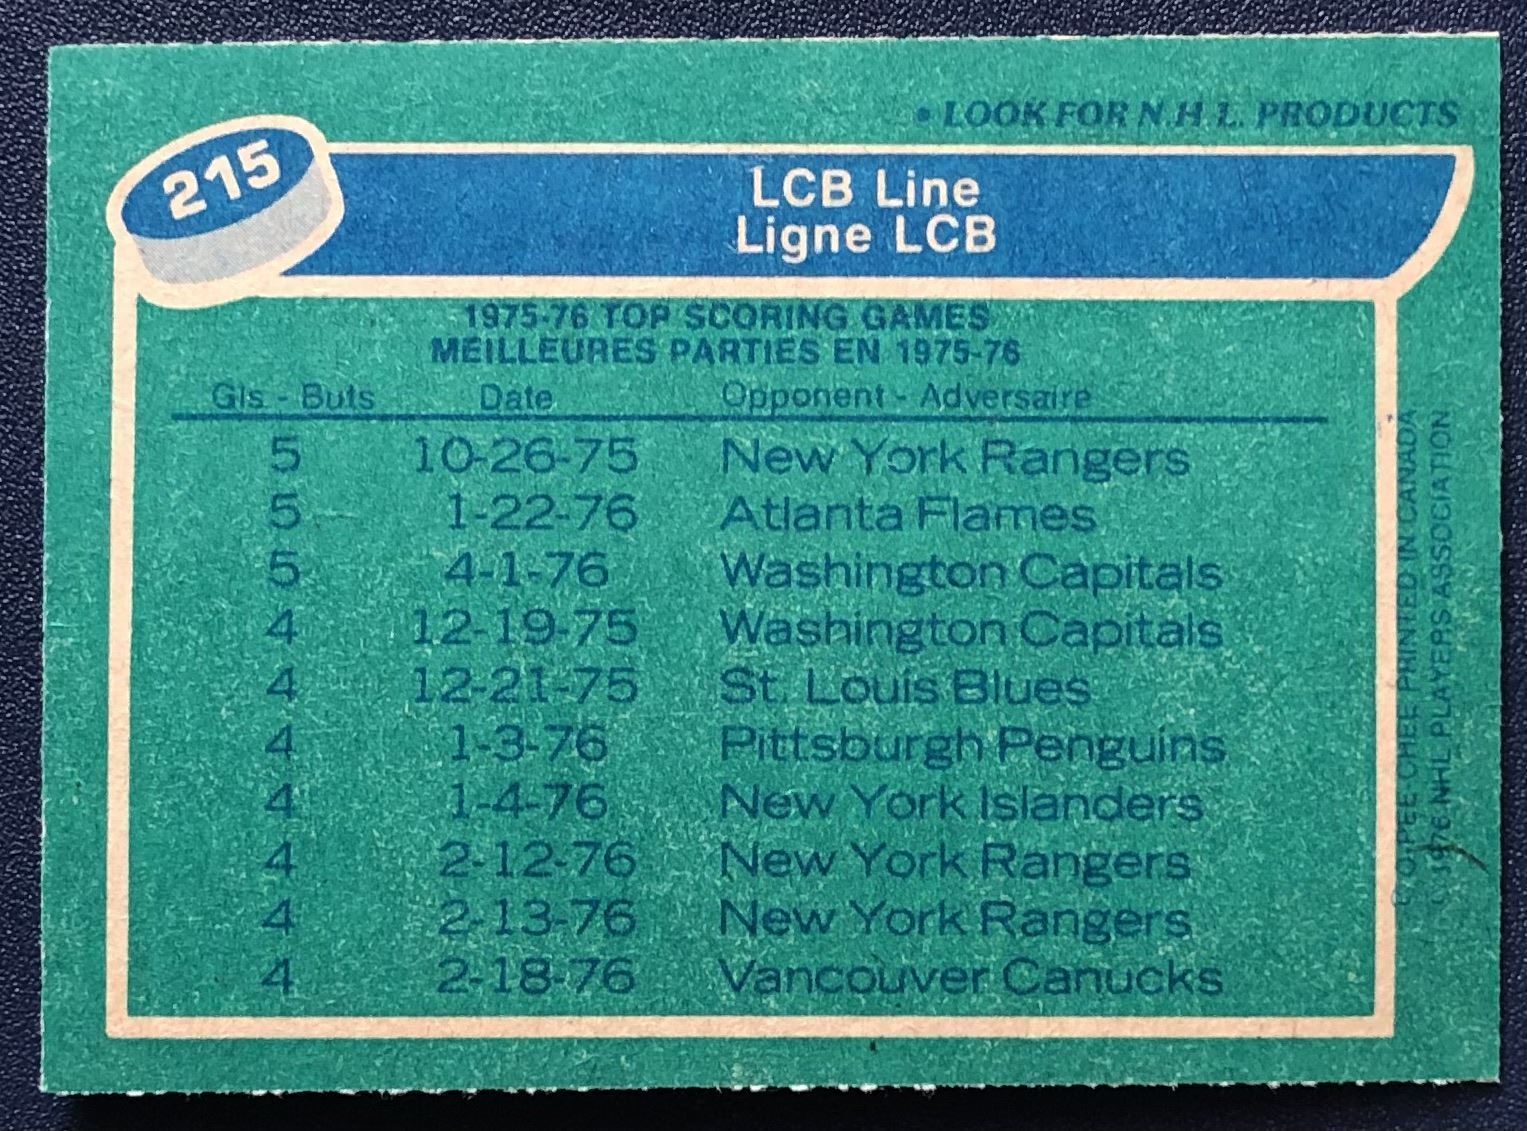 • LOOK FOR N.H.L. PRODUCTS
215
LCB Line
Ligne LCB
1975-76 TOP SCORING GAMES
MEILLEURES PARTIES EN 1975-76
Gls - Buts Date Opponent - Adversaire
5 10-26-75 New York Rangers
5 1-22-76 Atlanta Flames
5 4-1-76 Washington Capitals
4 12-19-75 Washington Capitals
4 12-21-75 St. Louis Blues
4 1-3-76 Pittsburgh Penguins
4 1-4-76 New York Islanders
4 2-12-76 New York Rangers
4 2-13-76 New York Rangers
4 2-18-76 Vancouver Canucks
© O-PEE-CHEE PRINTED IN CANADA
© 1976 NHL PLAYERS ASSOCIATION